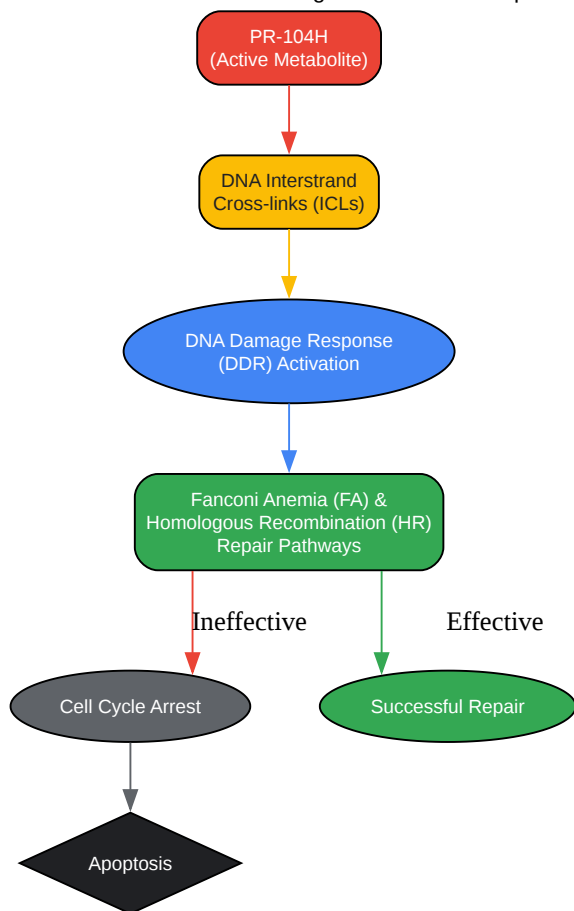 PR-104H
(Active Metabolite)
DNA Interstrand
Cross-links (ICLs)
DNA Damage Response
(DDR) Activation
Fanconi Anemia (FA) &
Homologous Recombination (HR)
Repair Pathways
Ineffective
Effective
Cell Cycle Arrest
Successful Repair
Apoptosis